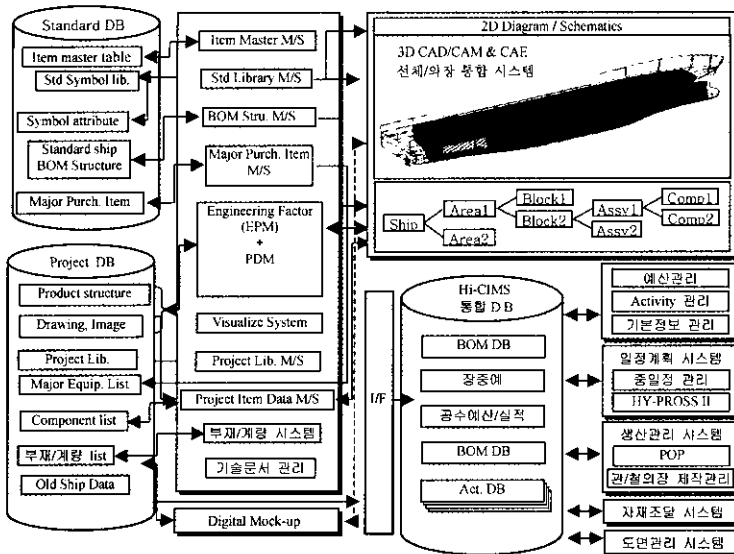 Standard DB
Item master table
Std Symbol lib.
Symbol attribute
Standard ship
BOM Structure
Major Purch. Item
Project DB
Product structure
Drawing, Image
Project Lib.
Major Equip. List
Component list
부재/계량 list
Old Ship Data
Item Master M/S
Std Library M/S
BOM Stru. M/S
Major Purch. Item
M/S
Engineering Factor
(EPM)
+
PDM
Visualize System
Project Lib. M/S
Project Item Data M/S
부재/계량 시스템
기술문서 관리
Digital Mock-up
2D Diagram / Schematics
3D CAD/CAM & CAE
선체/의장 통합 시스템
Ship
Area1
Area2
Block1
Block2
Assy1
Assy2
Comp1
Comp2
I/F
Hi-CIMS
통합 DB
BOM DB
장중예
공수예산/실적
BOM DB
Act. DB
예산관리
Activity 관리
기본정보 관리
일정계획 시스템
중일정 관리
HY-PROSS II
생산관리 시스템
POP
관/철의장 제작관리
자재조달 시스템
도면관리 시스템